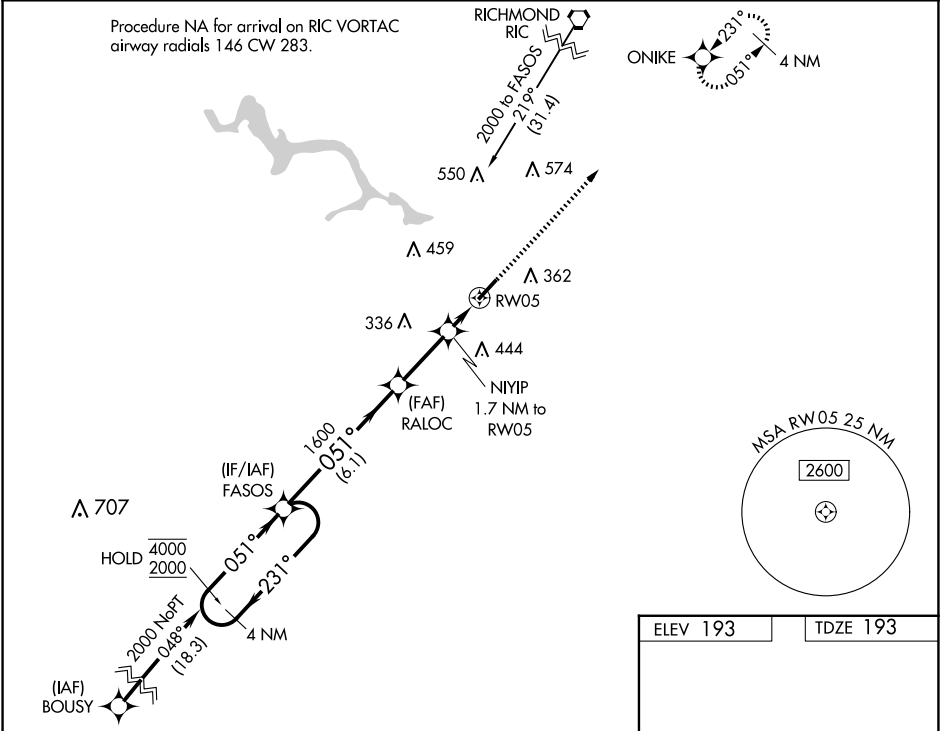 Procedure NA for arrival on RIC VORTAC
airway radials 146 CW 283.
RICHMOND
RIC
2000 to FASOS
219°
(31.4)
ONIKE
231°
051°
4 NM
550
574
459
362
RW05
336
444
NIYIP
1.7 NM to
RW05
(FAF)
RALOC
1600
051°
(6.1)
(IF/IAF)
FASOS
707
HOLD 4000
2000
051°
231°
4 NM
2000 NoPT
048°
(18.3)
(IAF)
BOUSY
MSA RW05 25 NM
2600
ELEV 193
TDZE 193